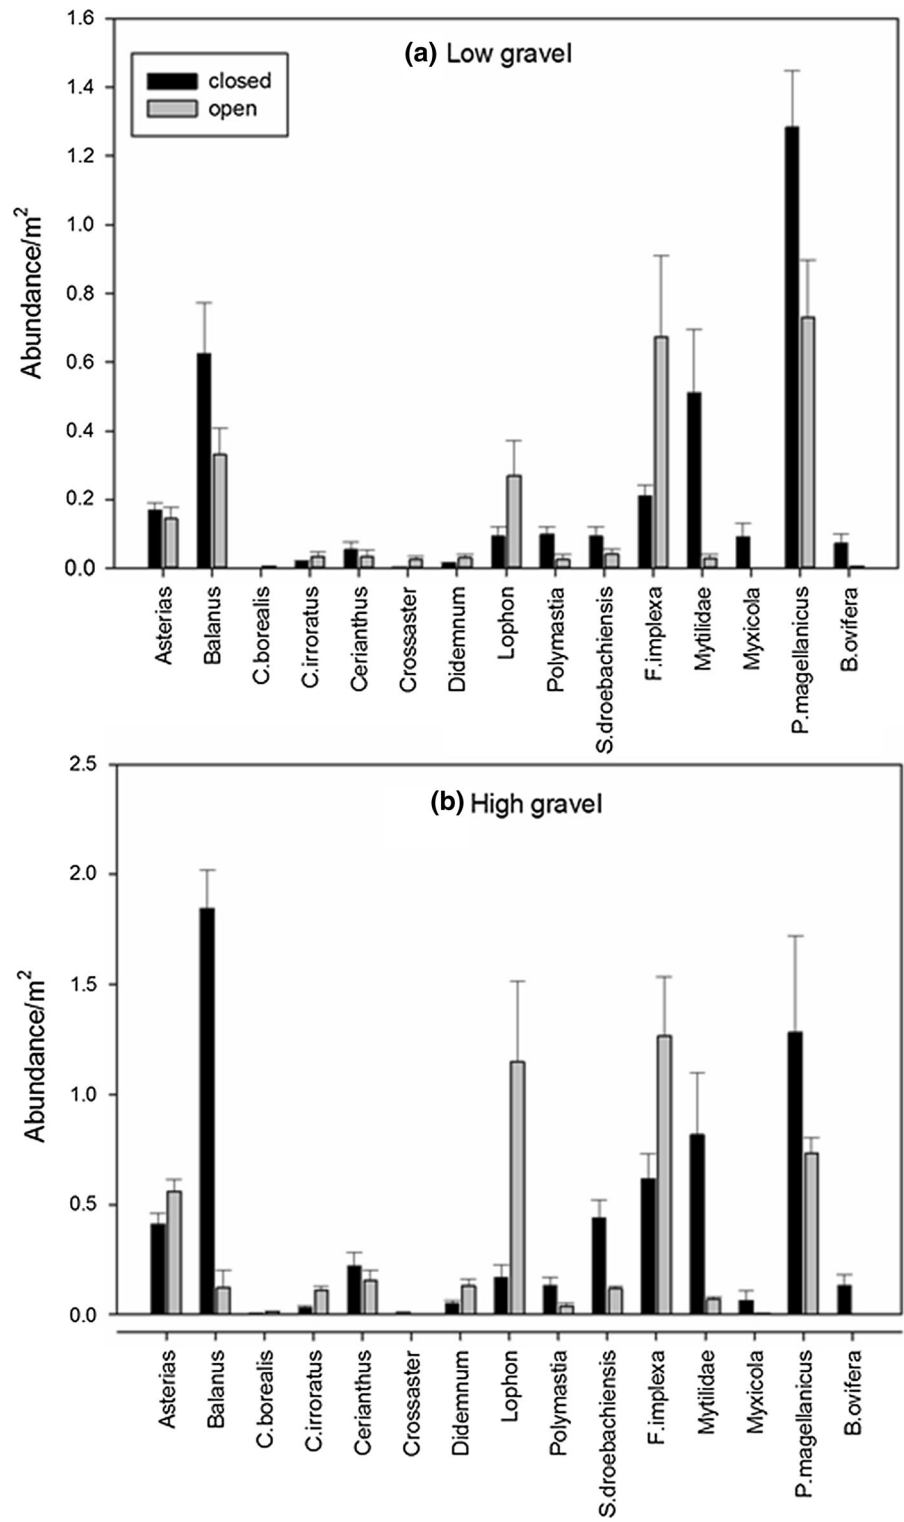 (a) Low gravel
closed
open
Abundance/m²
1.6
1.4
1.2
1.0
0.8
0.6
0.4
0.2
0.0
Asterias
Balanus
C.borealis
C.irroratus
Cerianthus
Crossaster
Didemnum
Lophon
Polymastia
S.droebachiensis
F.implexa
Mytilidae
Myxicola
P.magellanicus
B.ovifera
(b) High gravel
Abundance/m²
2.5
2.0
1.5
1.0
0.5
0.0
Asterias
Balanus
C.borealis
C.irroratus
Cerianthus
Crossaster
Didemnum
Lophon
Polymastia
S.droebachiensis
F.implexa
Mytilidae
Myxicola
P.magellanicus
B.ovifera